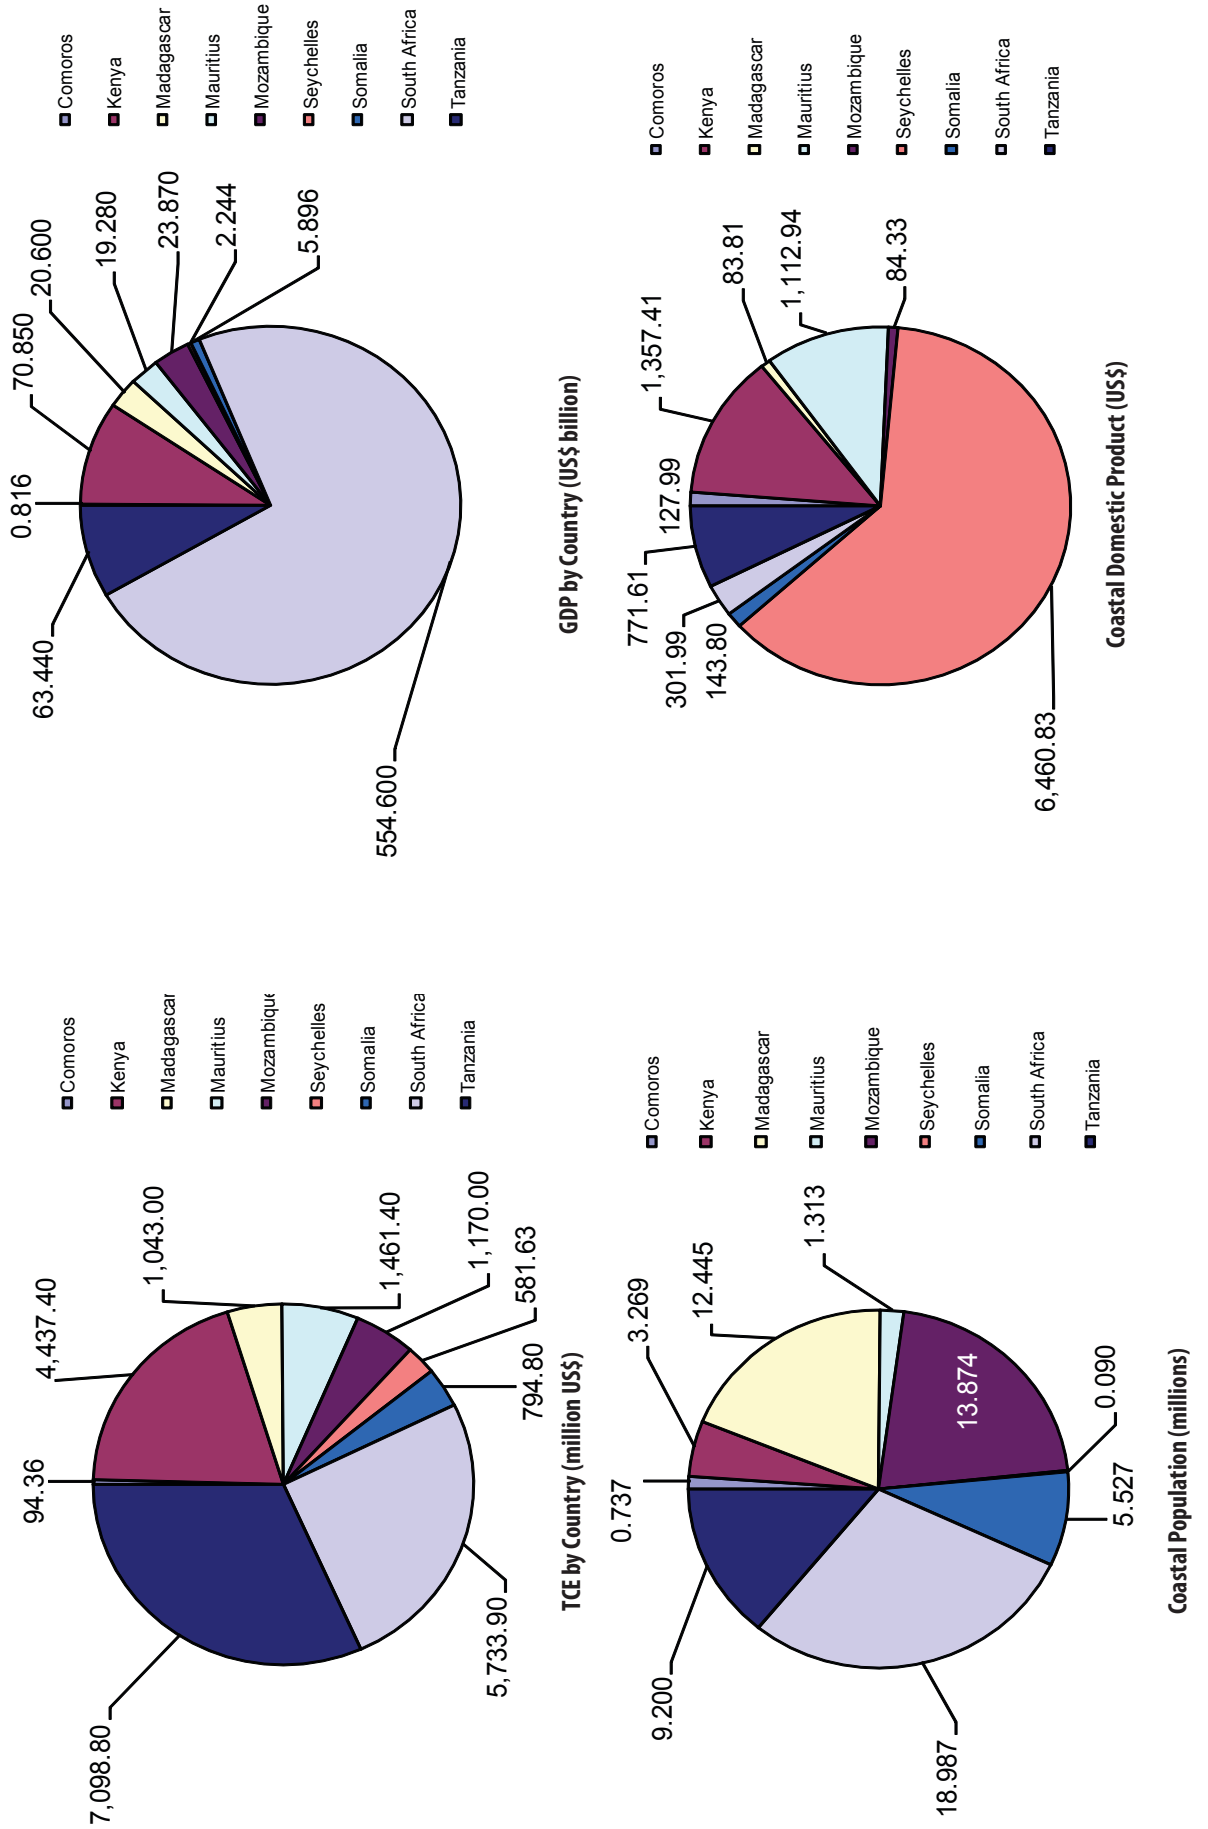 94.36
4,437.40
1,043.00
1,461.40
1,170.00
581.63
794.80
5,733.90
7,098.80
Comoros
Kenya
Madagascar
Mauritius
Mozambique
Seychelles
Somalia
South Africa
Tanzania
TCE by Country (million US$)
0.816
70.850
20.600
19.280
23.870
2.244
5.896
554.600
63.440
Comoros
Kenya
Madagascar
Mauritius
Mozambique
Seychelles
Somalia
South Africa
Tanzania
GDP by Country (US$ billion)
0.737
3.269
12.445
1.313
13.874
0.090
5.527
18.987
9.200
Comoros
Kenya
Madagascar
Mauritius
Mozambique
Seychelles
Somalia
South Africa
Tanzania
Coastal Population (millions)
127.99
1,357.41
83.81
1,112.94
84.33
6,460.83
143.80
301.99
771.61
Comoros
Kenya
Madagascar
Mauritius
Mozambique
Seychelles
Somalia
South Africa
Tanzania
Coastal Domestic Product (US$)